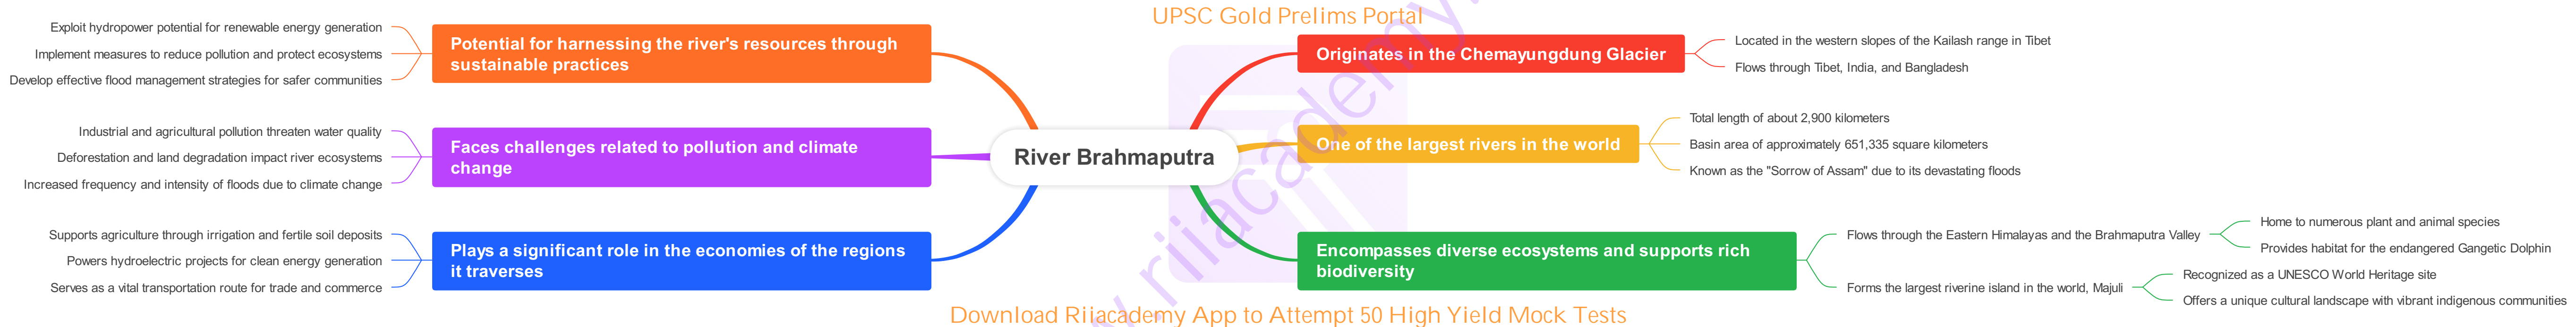 UPSC Gold Prelims Portal
River Brahmaputra
Originates in the Chemayungdung Glacier
Located in the western slopes of the Kailash range in Tibet
Flows through Tibet, India, and Bangladesh
One of the largest rivers in the world
Total length of about 2,900 kilometers
Basin area of approximately 651,335 square kilometers
Known as the "Sorrow of Assam" due to its devastating floods
Encompasses diverse ecosystems and supports rich
biodiversity
Flows through the Eastern Himalayas and the Brahmaputra Valley
Home to numerous plant and animal species
Provides habitat for the endangered Gangetic Dolphin
Forms the largest riverine island in the world, Majuli
Recognized as a UNESCO World Heritage site
Offers a unique cultural landscape with vibrant indigenous communities
Potential for harnessing the river's resources through
sustainable practices
Exploit hydropower potential for renewable energy generation
Implement measures to reduce pollution and protect ecosystems
Develop effective flood management strategies for safer communities
Faces challenges related to pollution and climate
change
Industrial and agricultural pollution threaten water quality
Deforestation and land degradation impact river ecosystems
Increased frequency and intensity of floods due to climate change
Plays a significant role in the economies of the regions
it traverses
Supports agriculture through irrigation and fertile soil deposits
Powers hydroelectric projects for clean energy generation
Serves as a vital transportation route for trade and commerce
Download Riiacademy App to Attempt 50 High Yield Mock Tests
riiacademy.